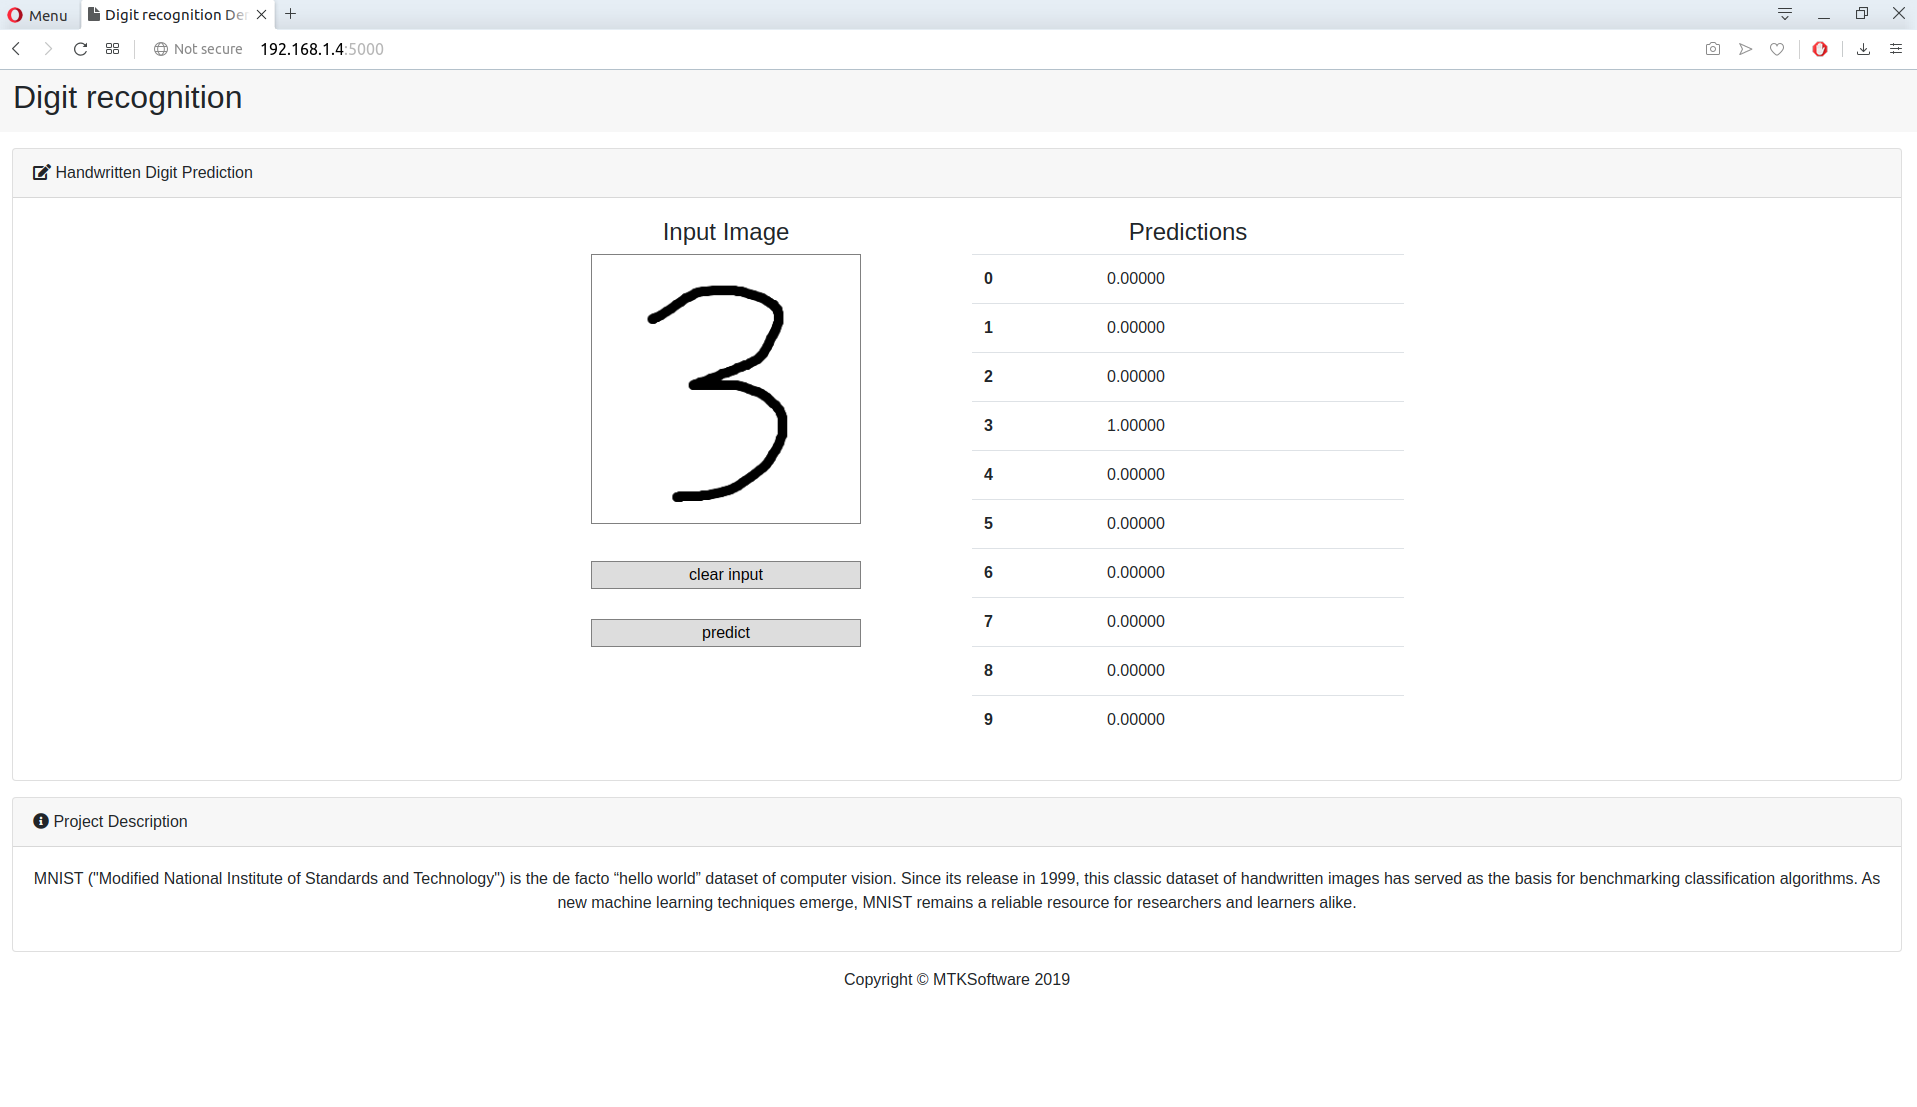 Menu
Digit recognition De
Not secure 192.168.1.4:5000
Digit recognition
Handwritten Digit Prediction
Input Image
3
clear input
predict
Predictions
0 0.00000
1 0.00000
2 0.00000
3 1.00000
4 0.00000
5 0.00000
6 0.00000
7 0.00000
8 0.00000
9 0.00000
Project Description
MNIST ("Modified National Institute of Standards and Technology") is the de facto “hello world” dataset of computer vision. Since its release in 1999, this classic dataset of handwritten images has served as the basis for benchmarking classification algorithms. As
new machine learning techniques emerge, MNIST remains a reliable resource for researchers and learners alike.
Copyright © MTKSoftware 2019